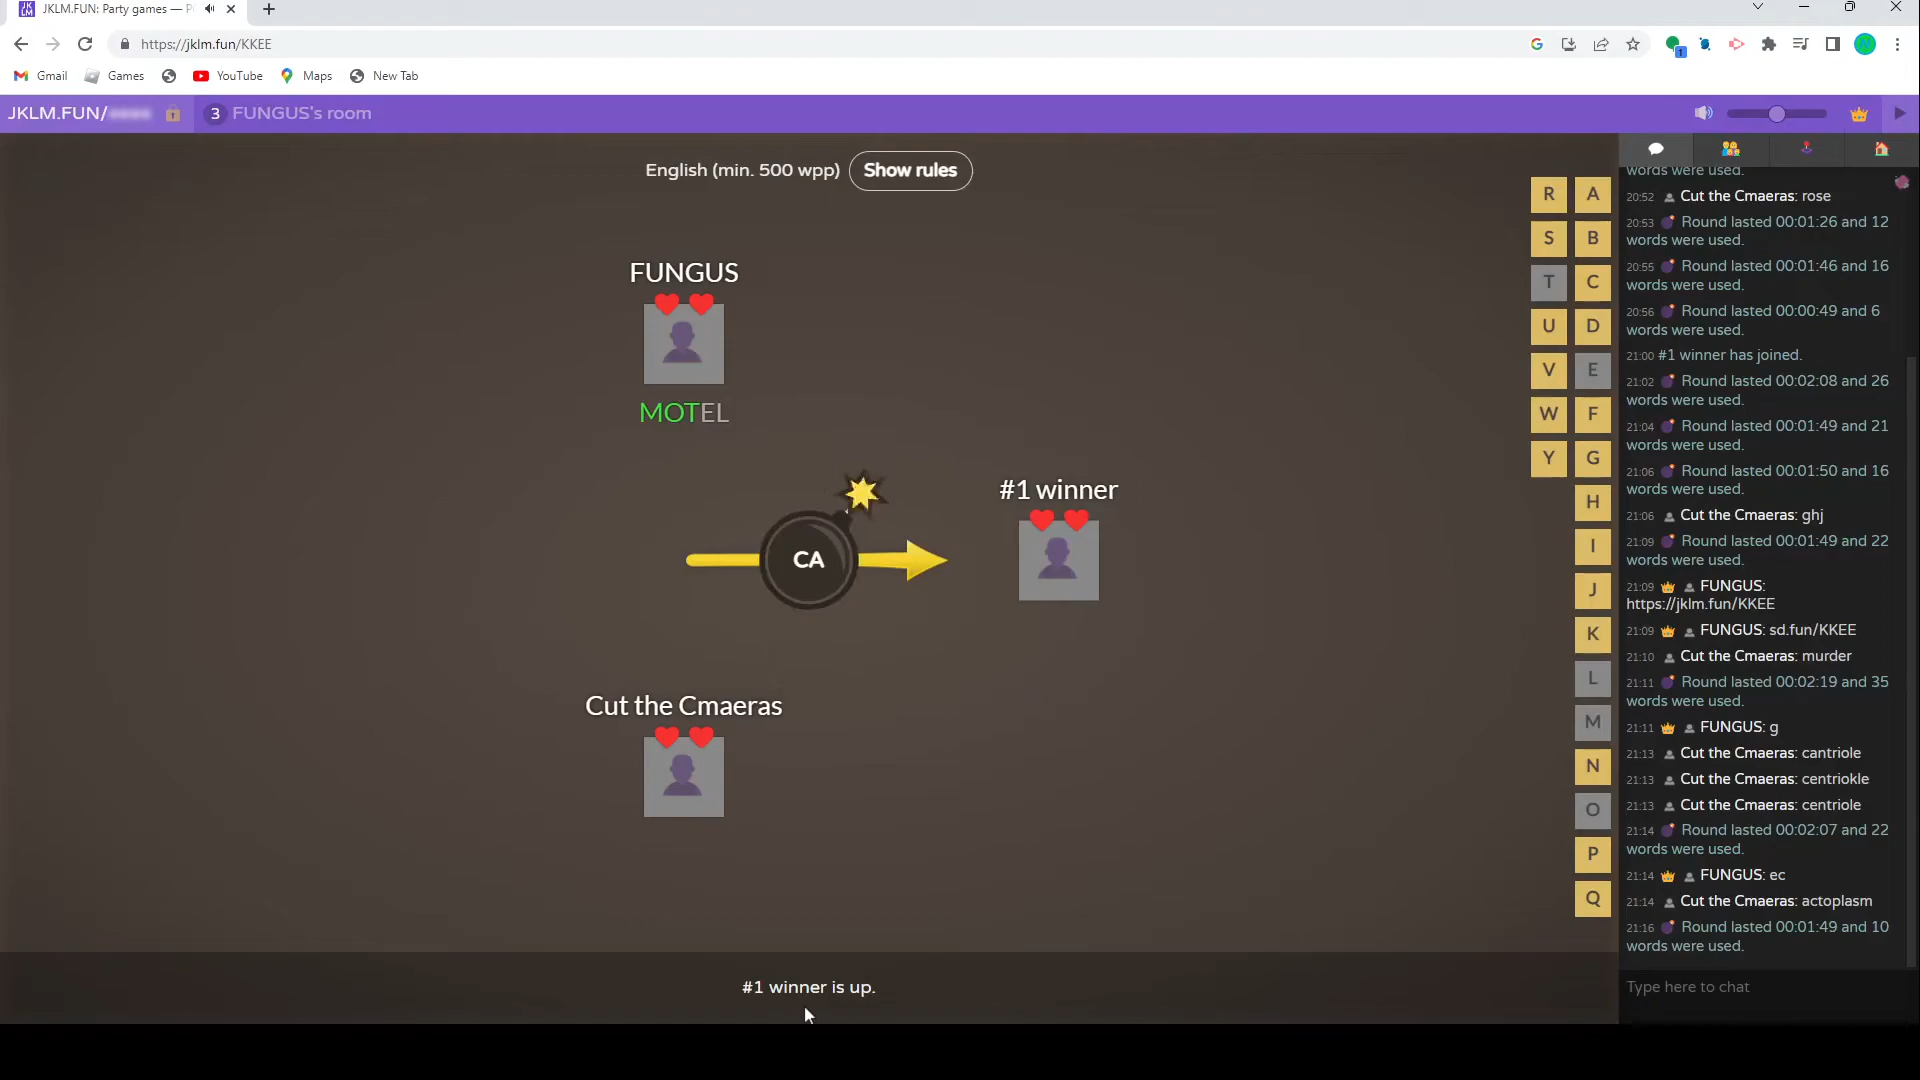 JKLM.FUN: Party games — P
https://jklm.fun/KKEE
Gmail Games YouTube Maps New Tab
JKLM.FUN/ 3 FUNGUS's room
English (min. 500 wpp) Show rules
FUNGUS
MOTEL
CA
#1 winner
Cut the Cmaeras
#1 winner is up.
R A
S B
T C
U D
V E
W F
Y G
H
I
J
K
L
M
N
O
P
Q
words were used.
20:52 Cut the Cmaeras: rose
20:53 Round lasted 00:01:26 and 12
words were used.
20:55 Round lasted 00:01:46 and 16
words were used.
20:56 Round lasted 00:00:49 and 6
words were used.
21:00 #1 winner has joined.
21:02 Round lasted 00:02:08 and 26
words were used.
21:04 Round lasted 00:01:49 and 21
words were used.
21:06 Round lasted 00:01:50 and 16
words were used.
21:06 Cut the Cmaeras: ghj
21:09 Round lasted 00:01:49 and 22
words were used.
21:09 FUNGUS:
https://jklm.fun/KKEE
21:09 FUNGUS: sd.fun/KKEE
21:10 Cut the Cmaeras: murder
21:11 Round lasted 00:02:19 and 35
words were used.
21:11 FUNGUS: g
21:13 Cut the Cmaeras: cantriole
21:13 Cut the Cmaeras: centriokle
21:13 Cut the Cmaeras: centriole
21:14 Round lasted 00:02:07 and 22
words were used.
21:14 FUNGUS: ec
21:14 Cut the Cmaeras: actoplasm
21:16 Round lasted 00:01:49 and 10
words were used.
Type here to chat